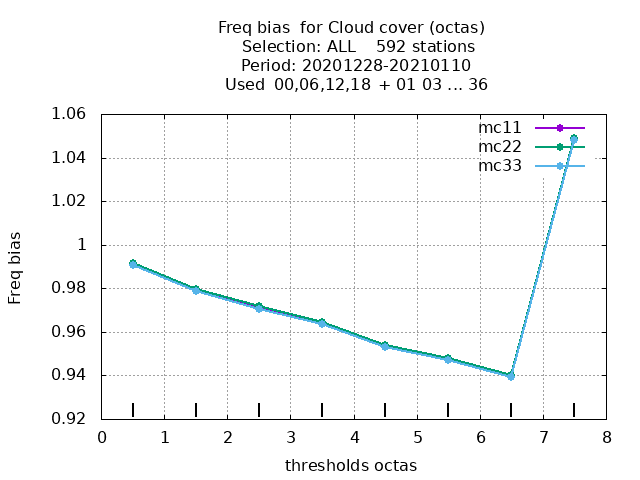 Freq bias  for Cloud cover (octas)
Selection: ALL    592 stations
Period: 20201228-20210110
Used  00,06,12,18  + 01 03 ... 36
mc11
mc22
mc33
Freq bias
1.06
1.04
1.02
1
0.98
0.96
0.94
0.92
0 1 2 3 4 5 6 7 8
thresholds octas